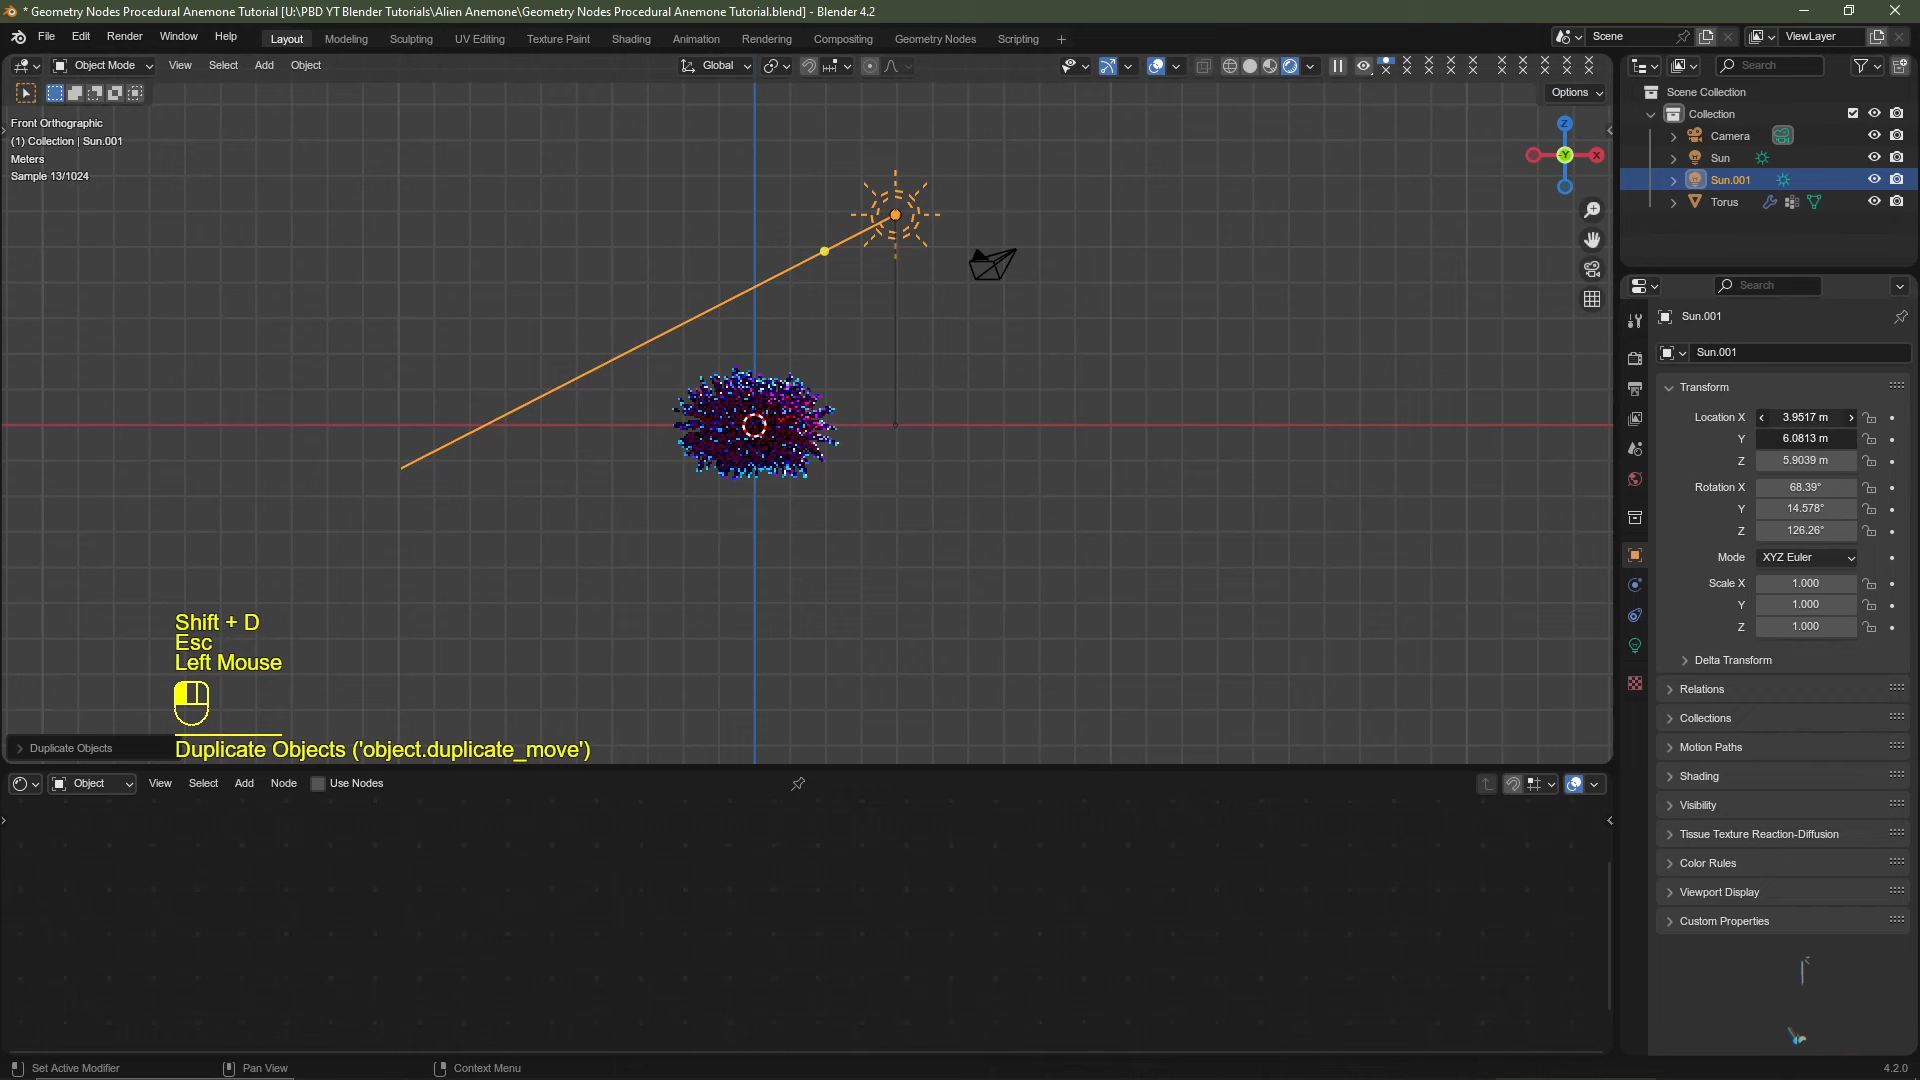 * Geometry Nodes Procedural Anemone Tutorial [U:\PBD YT Blender Tutorials\Alien Anemone\Geometry Nodes Procedural Anemone Tutorial.blend] - Blender 4.2
File Edit Render Window Help Layout Modeling Sculpting UV Editing Texture Paint Shading Animation Rendering Compositing Geometry Nodes Scripting + Scene ViewLayer
Object Mode View Select Add Object Global Search
Options
Scene Collection
Collection
Camera
Sun
Sun.001
Torus
Front Orthographic
(1) Collection | Sun.001
Meters
Sample 13/1024
Z
X
Y
Search
Sun.001
Sun.001
Transform
Location X 3.9517 m
Y 6.0813 m
Z 5.9039 m
Rotation X 68.39°
Y 14.578°
Z 126.26°
Mode XYZ Euler
Scale X 1.000
Y 1.000
Z 1.000
Delta Transform
Relations
Collections
Motion Paths
Shading
Visibility
Tissue Texture Reaction-Diffusion
Color Rules
Viewport Display
Custom Properties
Shift + D
Esc
Left Mouse
Duplicate Objects
Duplicate Objects ('object.duplicate_move')
Object View Select Add Node Use Nodes
Set Active Modifier Pan View Context Menu 4.2.0